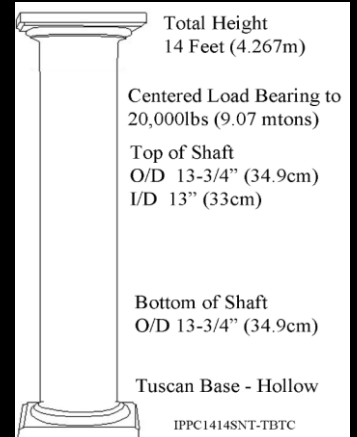 Total Height
14 Feet (4.267m)
Centered Load Bearing to
20,000lbs (9.07 mtons)
Top of Shaft
O/D 13-3/4” (34.9cm)
I/D 13” (33cm)
Bottom of Shaft
O/D 13-3/4” (34.9cm)
Tuscan Base - Hollow
IPPC1414SNT-TBTC